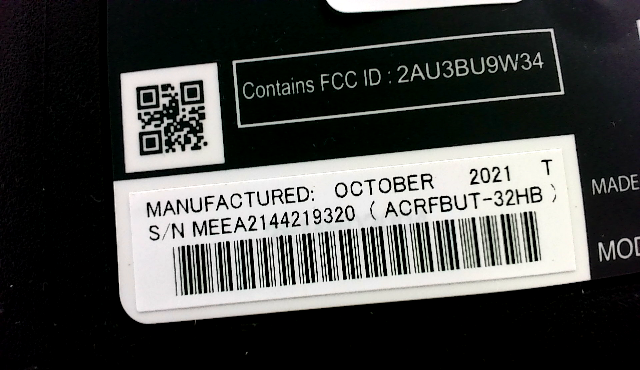 Contains FCC ID : 2AU3BU9W34
MANUFACTURED: OCTOBER 2021 T
S/N MEEA2144219320 ( ACRFBUT-32HB )
MADE
MOD